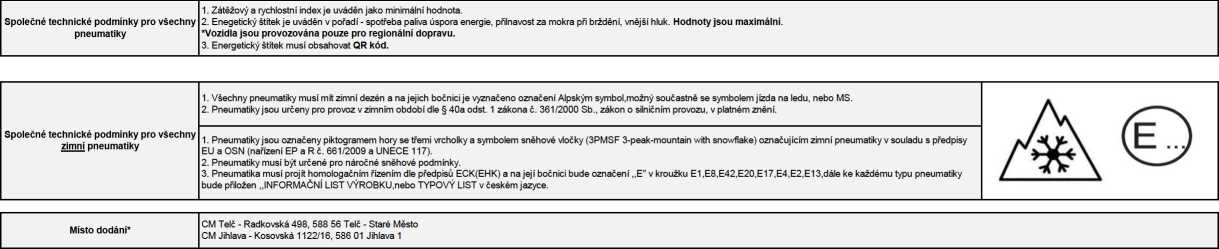 Společné technické podmínky pro všechny
pneumatiky
1. Zátěžový a rychlostní index je uváděn jako minimální hodnota.
2. Enegetický štítek je uváděn v pořadí - spotřeba paliva úspora energie, přilnavost za mokra při brždění, vnější hluk. Hodnoty jsou maximální.
*Vozidla jsou provozována pouze pro regionální dopravu.
3. Energetický štítek musí obsahovat QR kód.
Společné technické podmínky pro všechny
zimní pneumatiky
1. Všechny pneumatiky musí mít zimní dezén a na jejich bočnici je vyznačeno označení Alpským symbol,možný součastně se symbolem jízda na ledu, nebo MS.
2. Pneumatiky jsou určeny pro provoz v zimním období dle § 40a odst. 1 zákona č. 361/2000 Sb., zákon o silničním provozu, v platném znění.
1. Pneumatiky jsou označeny piktogramem hory se třemi vrcholky a symbolem sněhové vločky (3PMSF 3-peak-mountain with snowflake) označujícím zimní pneumatiky v souladu s předpisy
EU a OSN (nařízení EP a R č. 661/2009 a UNECE 117).
2. Pneumatiky musí být určené pro náročné sněhové podmínky.
3. Pneumatika musí projít homologačním řízením dle předpisů ECK(EHK) a na její bočnici bude označení ,,E" v kroužku E1,E8,E42,E20,E17,E4,E2,E13,dále ke každému typu pneumatiky
bude přiložen ,,INFORMAČNÍ LIST VÝROBKU,nebo TYPOVÝ LIST v českém jazyce.
E ...
Místo dodání*
CM Telč - Radkovská 498, 588 56 Telč - Staré Město
CM Jihlava - Kosovská 1122/16, 586 01 Jihlava 1